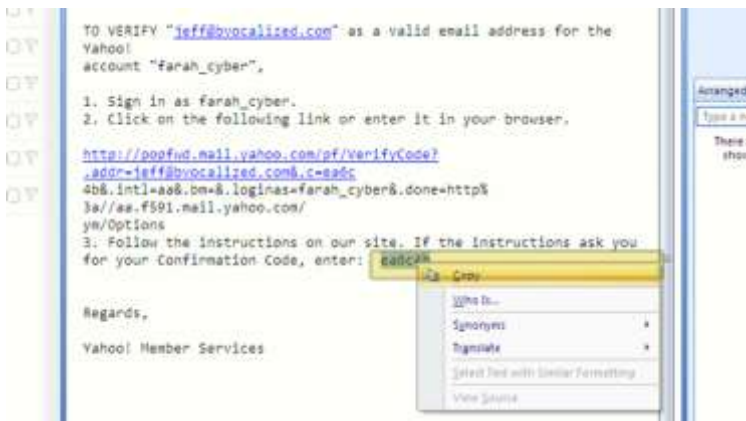 TO VERIFY "jeff@bvocalized.com" as a valid email address for the
Yahoo!
account "farah_cyber",
1. Sign in as farah_cyber.
2. Click on the following link or enter it in your browser.
http://popfwd.mail.yahoo.com/pf/VerifyCode?
.addr=jeff@bvocalized.com&.c=ea6c
4b&.intl=aa&.bm=&.loginas=farah_cyber&.done=http%
3a//aa.f591.mail.yahoo.com/
ym/Options
3. Follow the instructions on our site. If the instructions ask you
for your Confirmation Code, enter: ea6c4b
Copy
Who Is...
Regards,
Synonyms
Yahoo! Member Services
Translate
Select Text with Similar Formatting
View Source
Arranged
There
shou